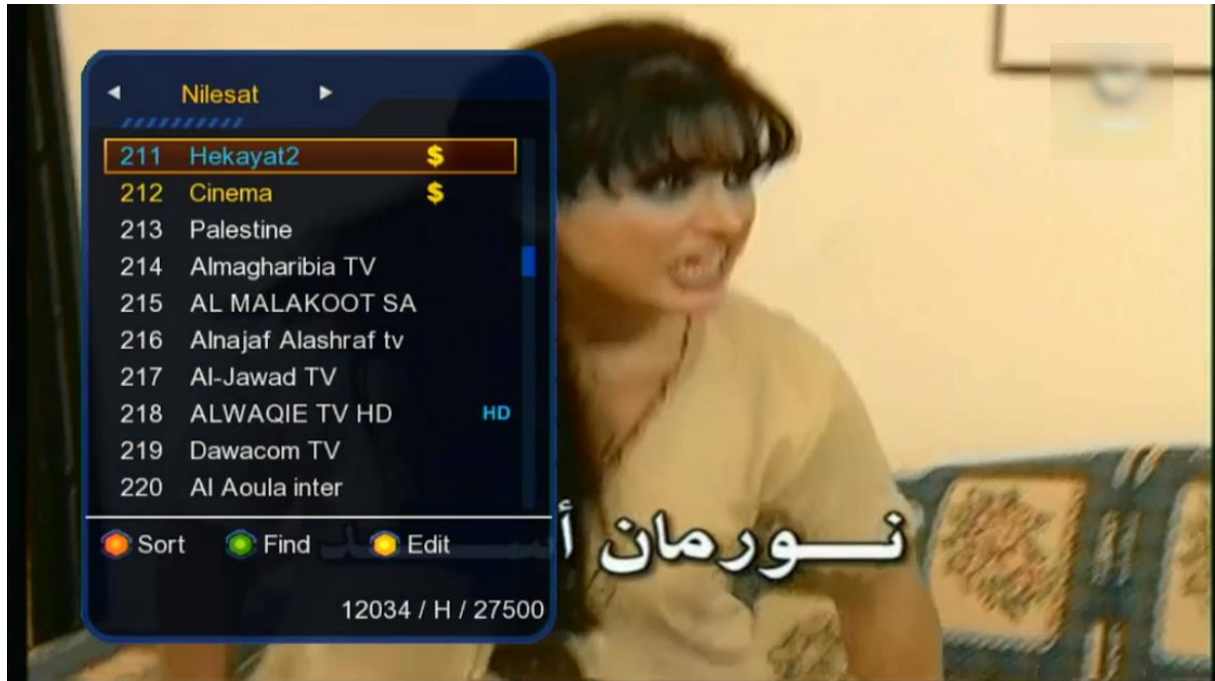 Nilesat
211 Hekayat2 $
212 Cinema $
213 Palestine
214 Almagharibia TV
215 AL MALAKOOT SA
216 Alnajaf Alashraf tv
217 Al-Jawad TV
218 ALWAQIE TV HD HD
219 Dawacom TV
220 Al Aoula inter
Sort Find Edit
نـــورمان أســـعد
12034 / H / 27500